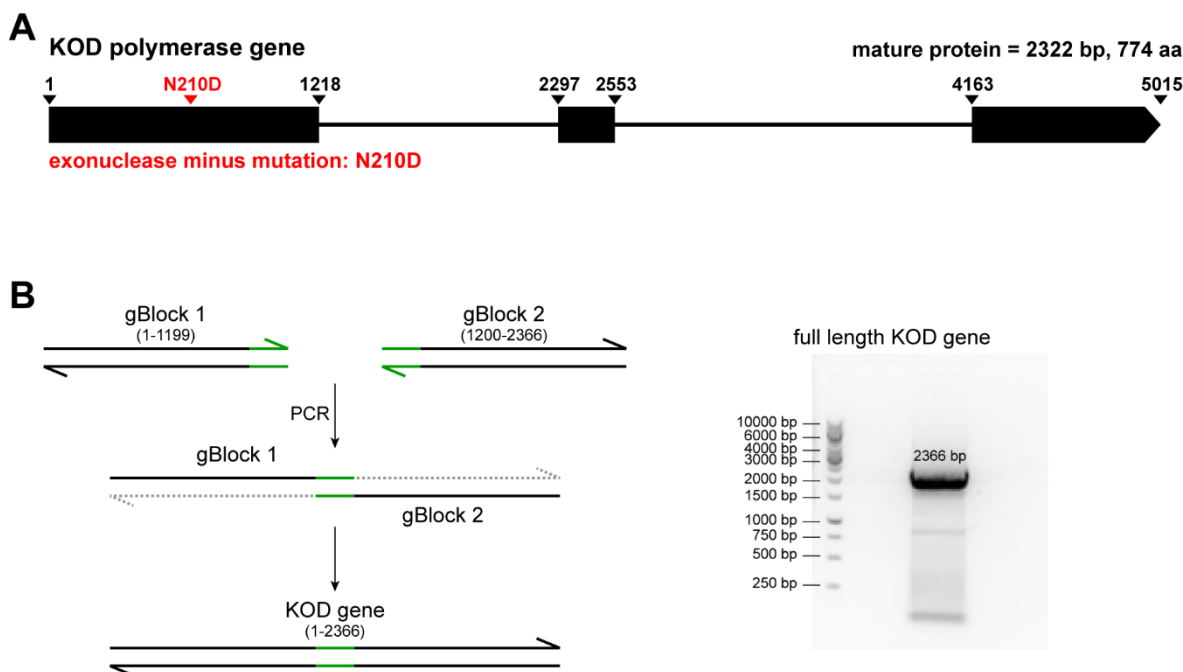 A
KOD polymerase gene
mature protein = 2322 bp, 774 aa
1
N210D
1218
2297
2553
4163
5015
exonuclease minus mutation: N210D
B
gBlock 1
(1-1199)
gBlock 2
(1200-2366)
PCR
gBlock 1
gBlock 2
KOD gene
(1-2366)
full length KOD gene
10000 bp
6000 bp
4000 bp
3000 bp
2366 bp
2000 bp
1500 bp
1000 bp
750 bp
500 bp
250 bp